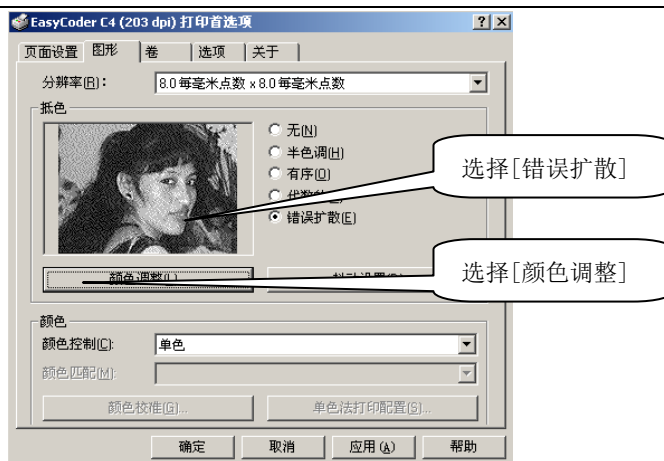 EasyCoder C4 (203 dpi) 打印首选项
页面设置 图形 卷 选项 关于
分辨率(R)： 8.0 每毫米点数 x 8.0 每毫米点数
抵色
无(N)
半色调(H)
有序(O)
错误扩散(E)
选择[错误扩散]
颜色调整(L)
选择[颜色调整]
颜色
颜色控制(C): 单色
颜色匹配(M):
颜色校准(G)... 单色法打印配置(S)...
确定 取消 应用(A) 帮助